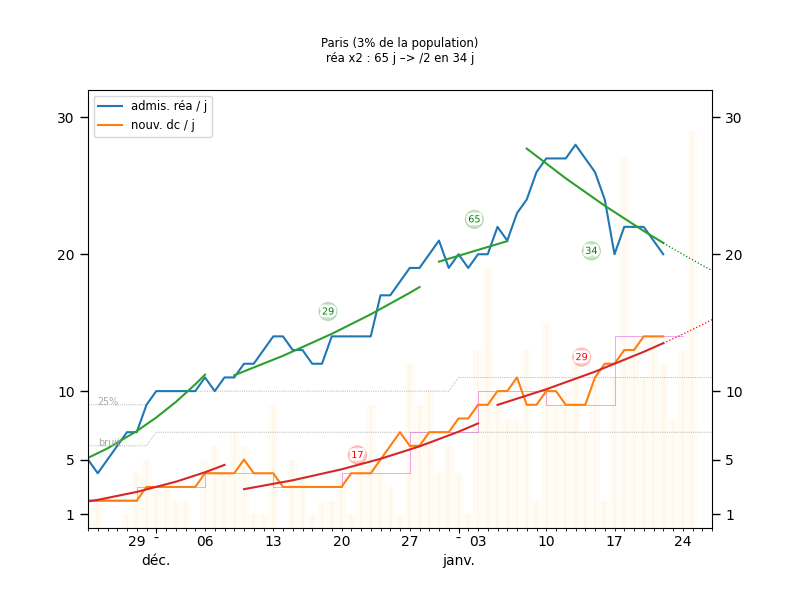 Paris (3% de la population)
réa x2 : 65 j –> /2 en 34 j
admis. réa / j
nouv. dc / j
30
30
20
20
10
10
5
5
1
1
65
34
29
29
17
25%
bruit
29 - 06 13 20 27 - 03 10 17 24
déc. janv.